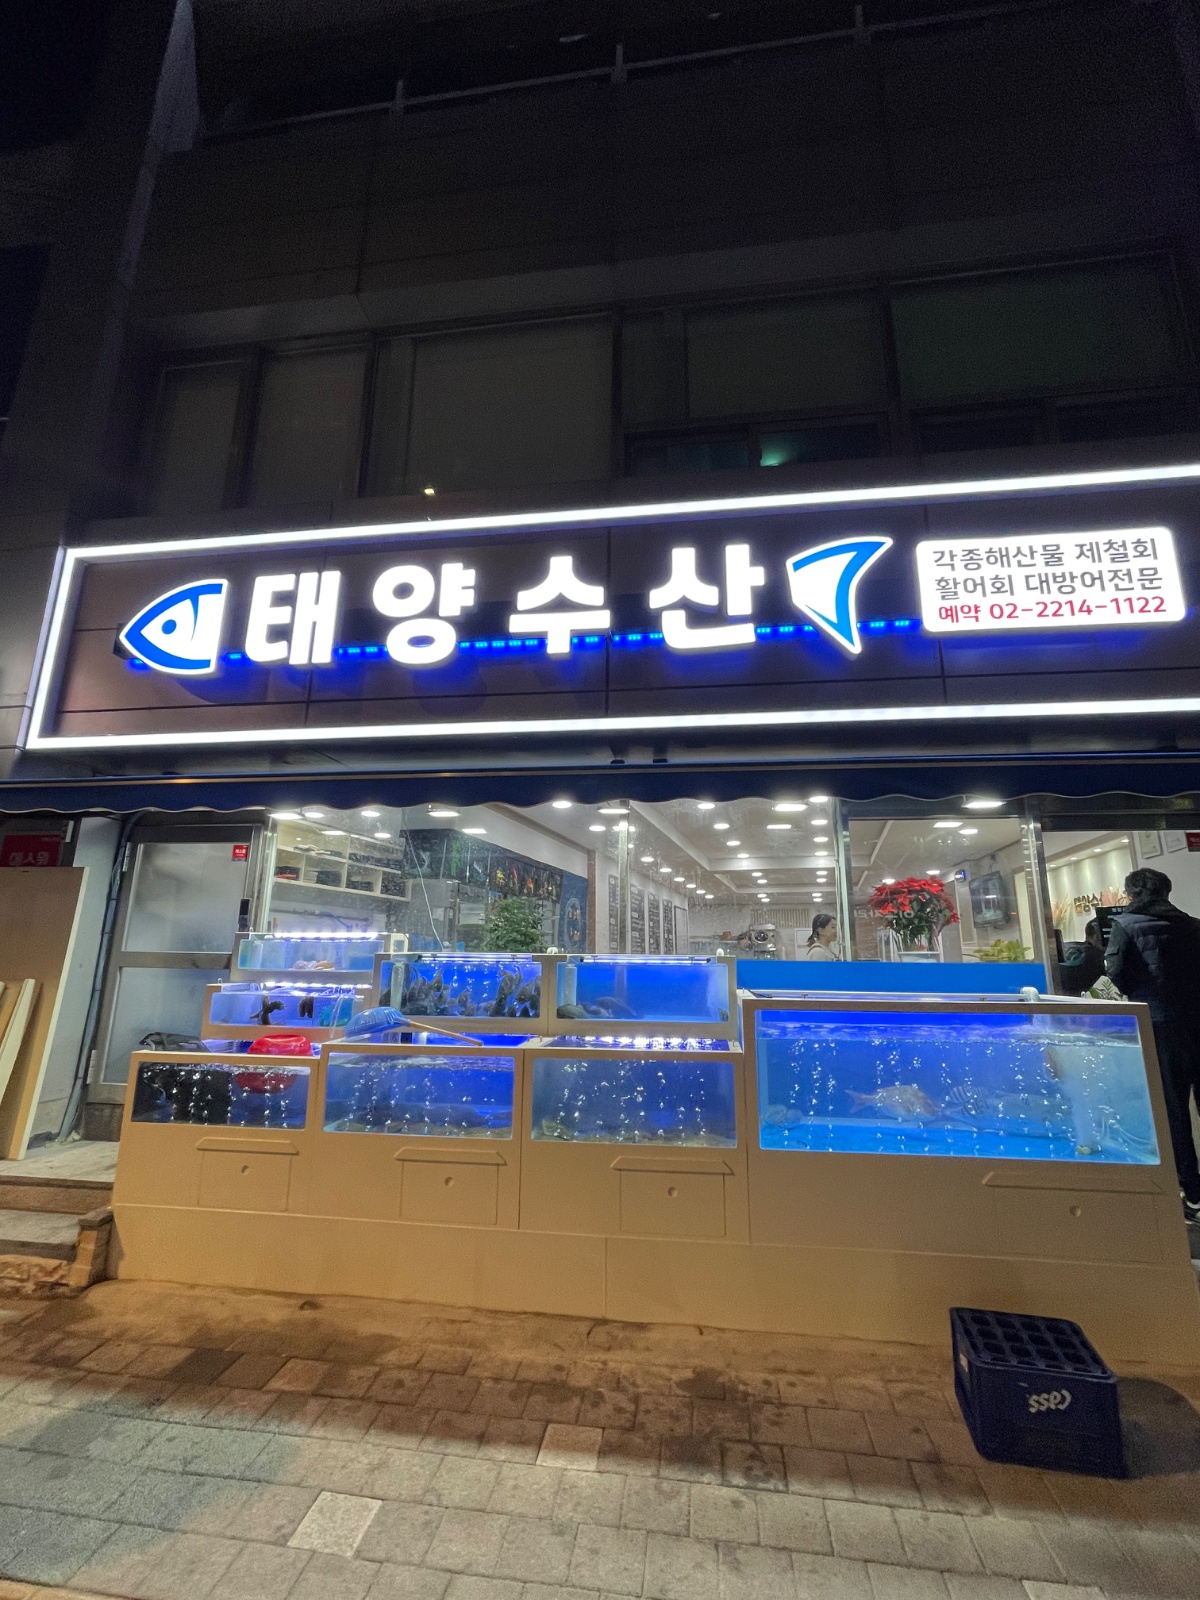 태양수산
각종해산물 제철회
활어회 대방어전문
예약 02-2214-1122
Cass